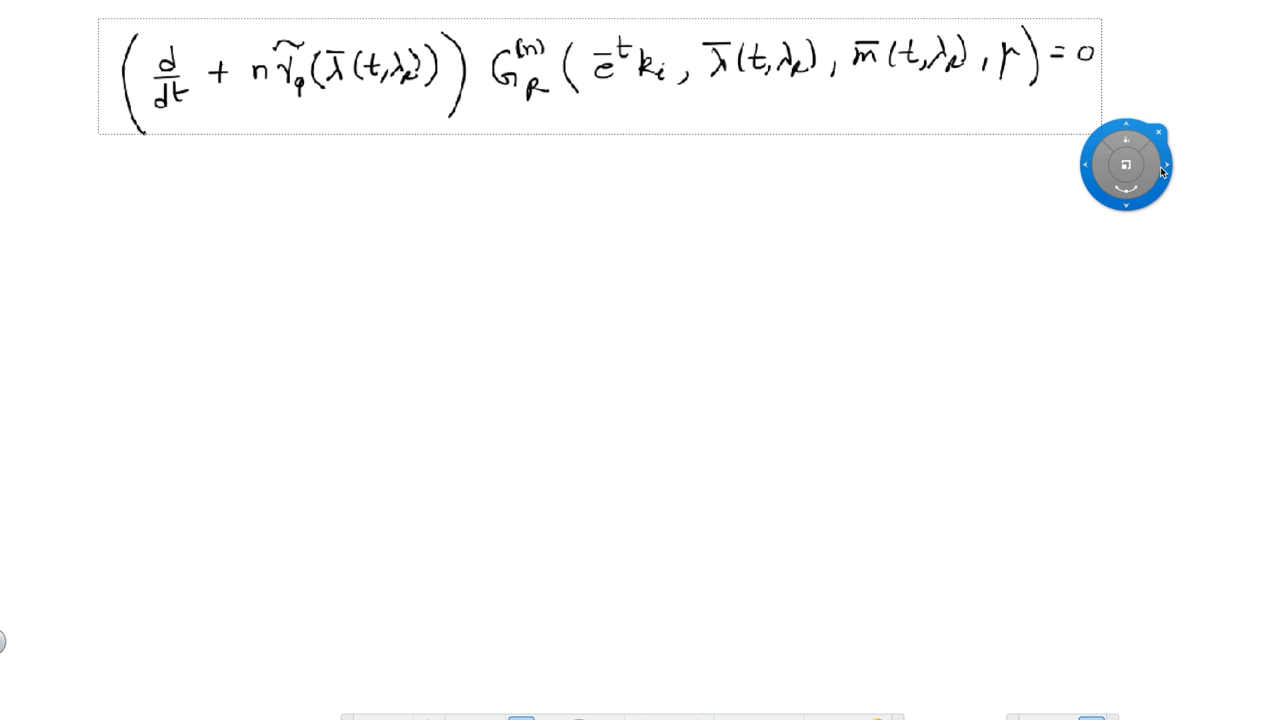 (d/dt + n γ̃_φ(λ̄(t,λ_R))) G_R^(n)(e^-t k_i, λ̄(t,λ_R), m̄(t,λ_R), μ) = 0